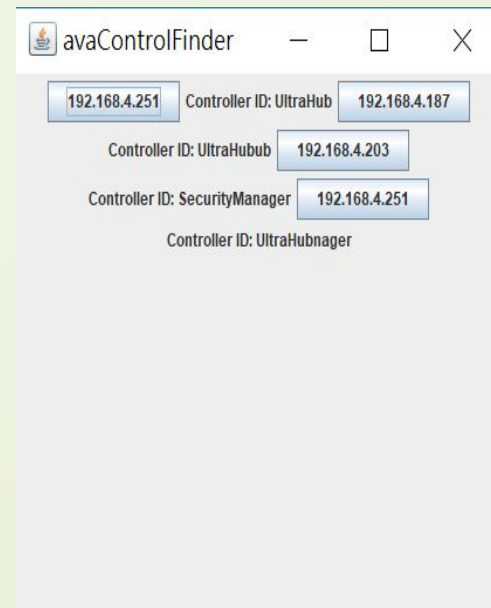 avaControlFinder
192.168.4.251 Controller ID: UltraHub 192.168.4.187
Controller ID: UltraHubub 192.168.4.203
Controller ID: SecurityManager 192.168.4.251
Controller ID: UltraHubnager